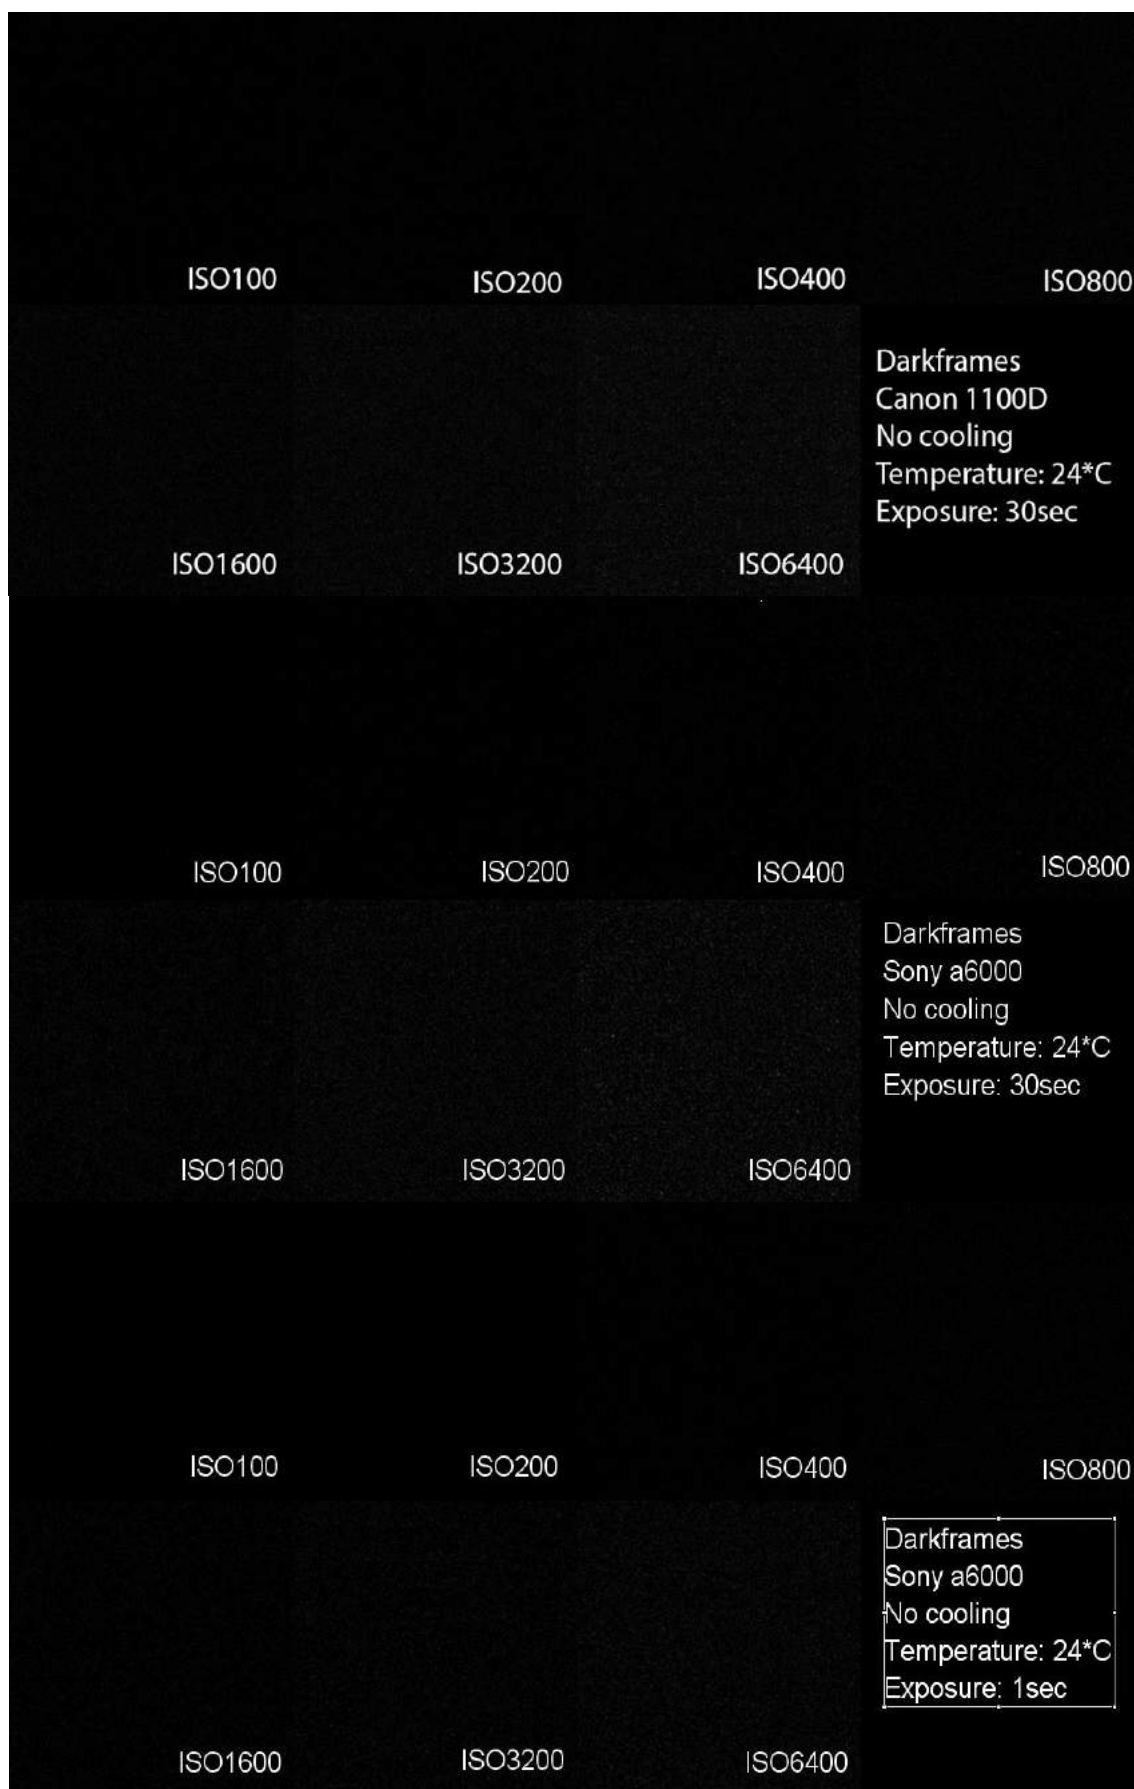 ISO100
ISO200
ISO400
ISO800
Darkframes
Canon 1100D
No cooling
Temperature: 24*C
Exposure: 30sec
ISO1600
ISO3200
ISO6400
ISO100
ISO200
ISO400
ISO800
Darkframes
Sony a6000
No cooling
Temperature: 24*C
Exposure: 30sec
ISO1600
ISO3200
ISO6400
ISO100
ISO200
ISO400
ISO800
Darkframes
Sony a6000
No cooling
Temperature: 24*C
Exposure: 1sec
ISO1600
ISO3200
ISO6400